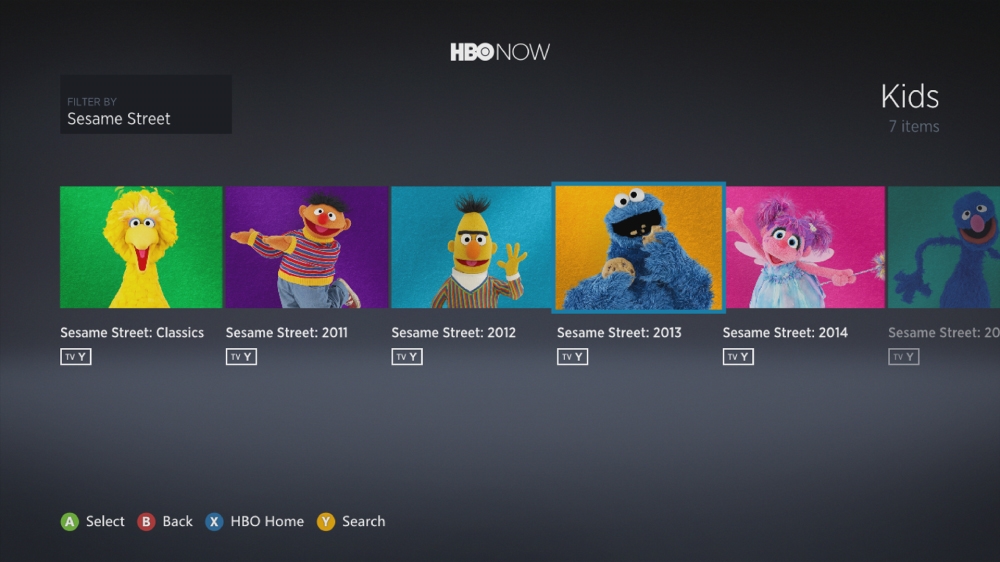 HBO NOW
FILTER BY
Sesame Street
Kids
7 items
Sesame Street: Classics
TV Y
Sesame Street: 2011
TV Y
Sesame Street: 2012
TV Y
Sesame Street: 2013
TV Y
Sesame Street: 2014
TV Y
Sesame Street: 20
TV Y
A Select B Back X HBO Home Y Search